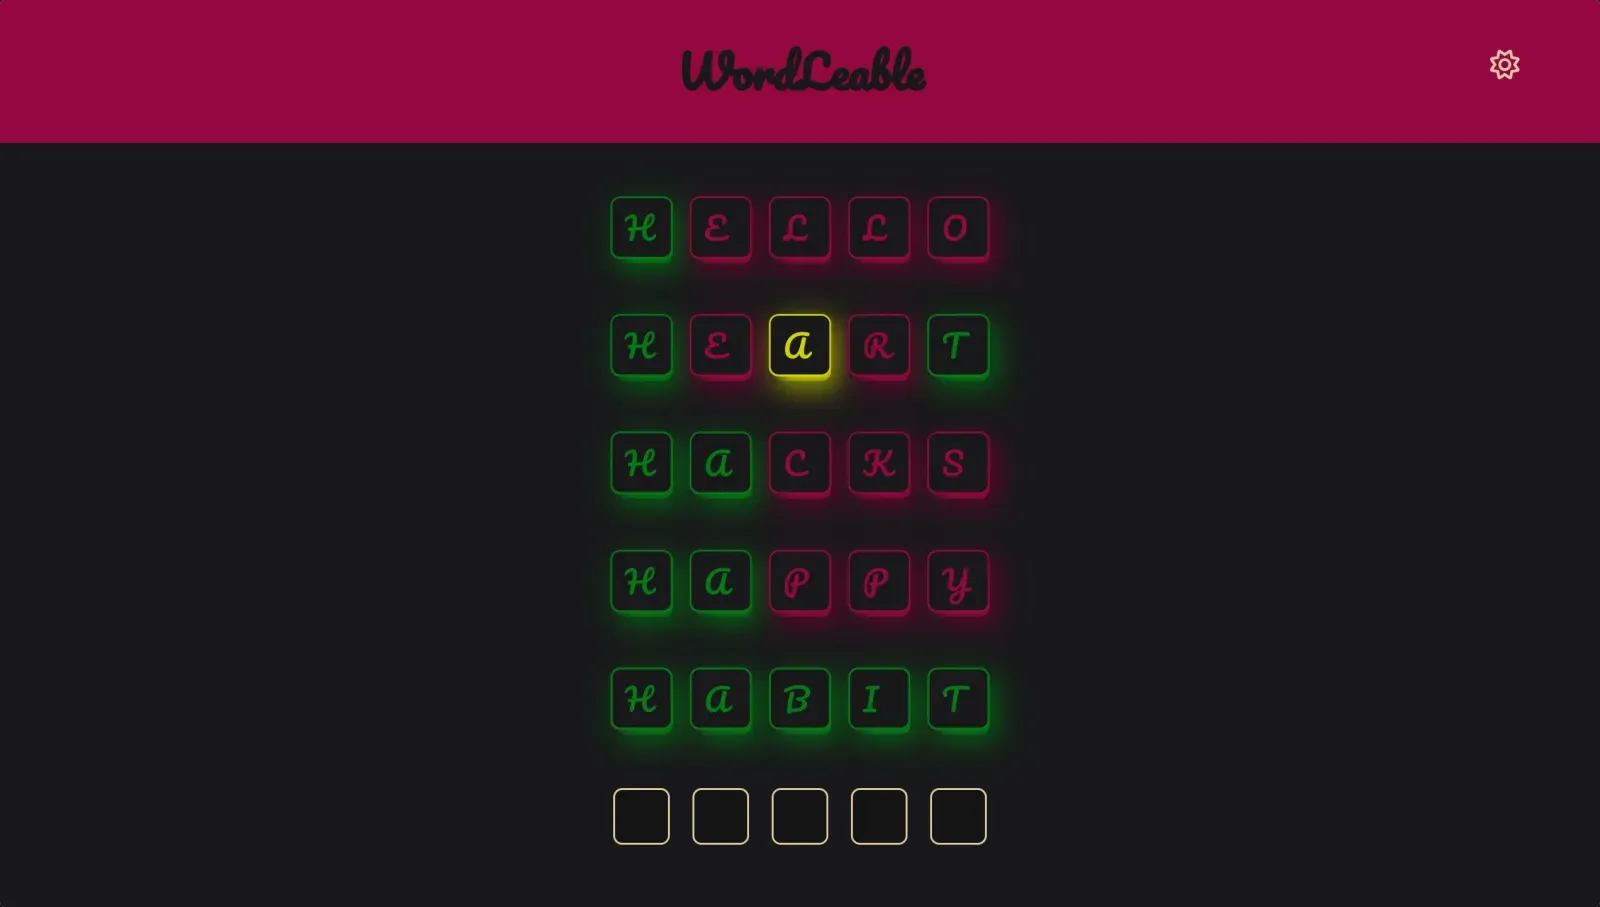 WordLeable
H E L L O
H E A R T
H A C K S
H A P P Y
H A B I T